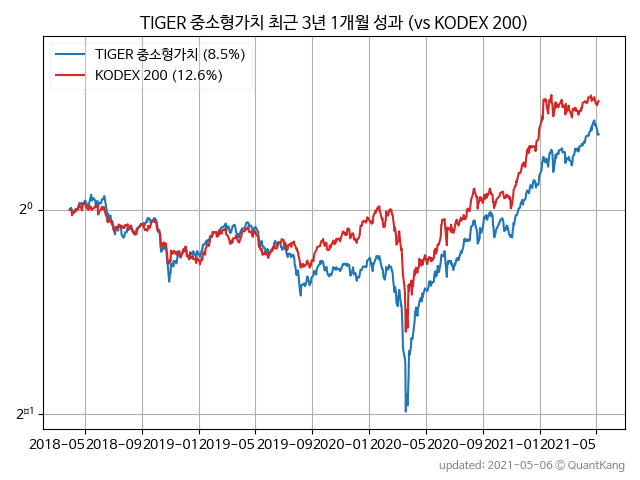 TIGER 중소형가치 최근 3년 1개월 성과 (vs KODEX 200)
TIGER 중소형가치 (8.5%)
KODEX 200 (12.6%)
2⁰
2¤¹
2018-05 2018-09 2019-01 2019-05 2019-09 2020-01 2020-05 2020-09 2021-01 2021-05
updated: 2021-05-06 © QuantKang